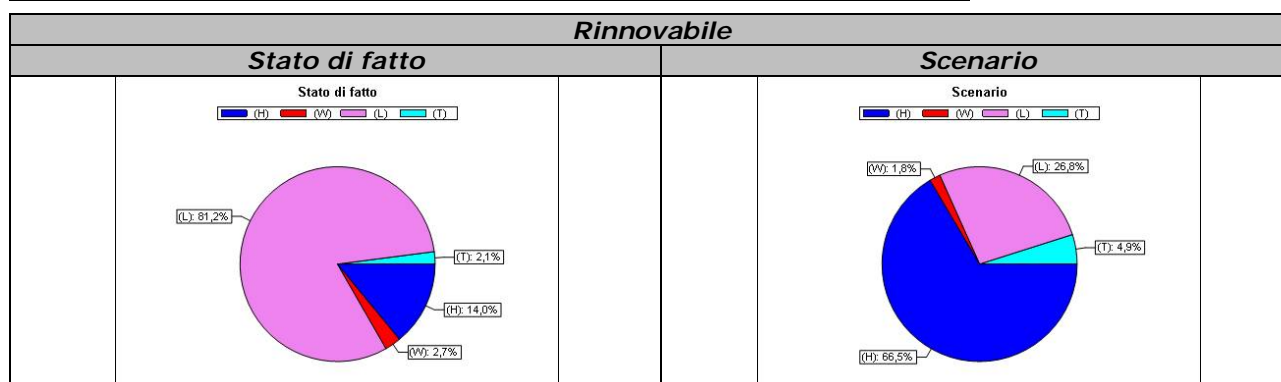 Rinnovabile
Stato di fatto
Scenario
Stato di fatto
(H) (W) (L) (T)
(L): 81,2%
(T): 2,1%
(H): 14,0%
(W): 2,7%
Scenario
(H) (W) (L) (T)
(W): 1,8%
(L): 26,8%
(T): 4,9%
(H): 66,5%